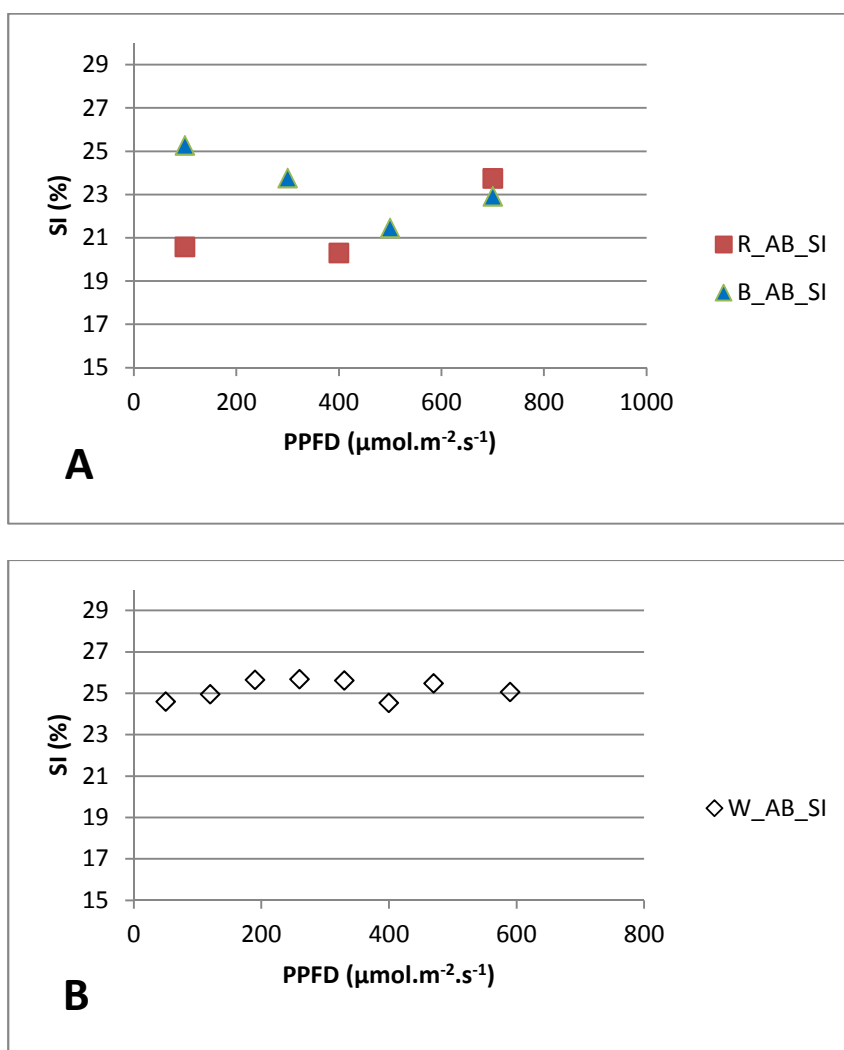 29
27
25
23
21
19
17
15
SI (%)
0 200 400 600 800 1000
PPFD (µmol.m⁻².s⁻¹)
R_AB_SI
B_AB_SI
A
29
27
25
23
21
19
17
15
SI (%)
0 200 400 600 800
PPFD (µmol.m⁻².s⁻¹)
W_AB_SI
B